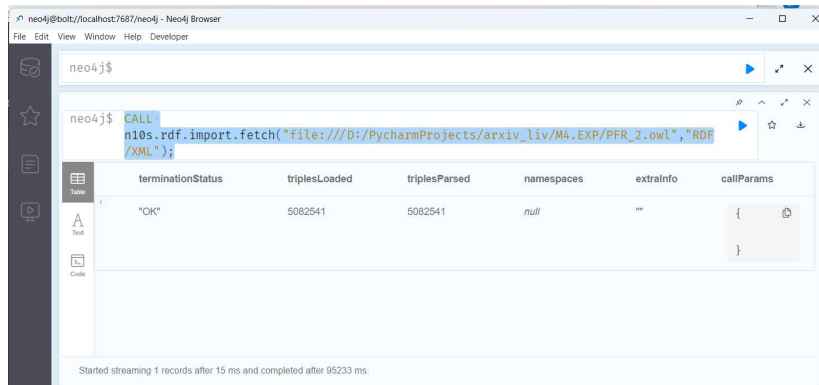 neo4j@bolt://localhost:7687/neo4j - Neo4j Browser
File Edit View Window Help Developer
neo4j$
neo4j$ CALL
n10s.rdf.import.fetch("file:///D:/PycharmProjects/arxiv_liv/M4.EXP/PFR_2.owl","RDF
/XML");
Table
Text
Code
terminationStatus triplesLoaded triplesParsed namespaces extraInfo callParams
1
"OK" 5082541 5082541 null "" {
}
Started streaming 1 records after 15 ms and completed after 95233 ms.